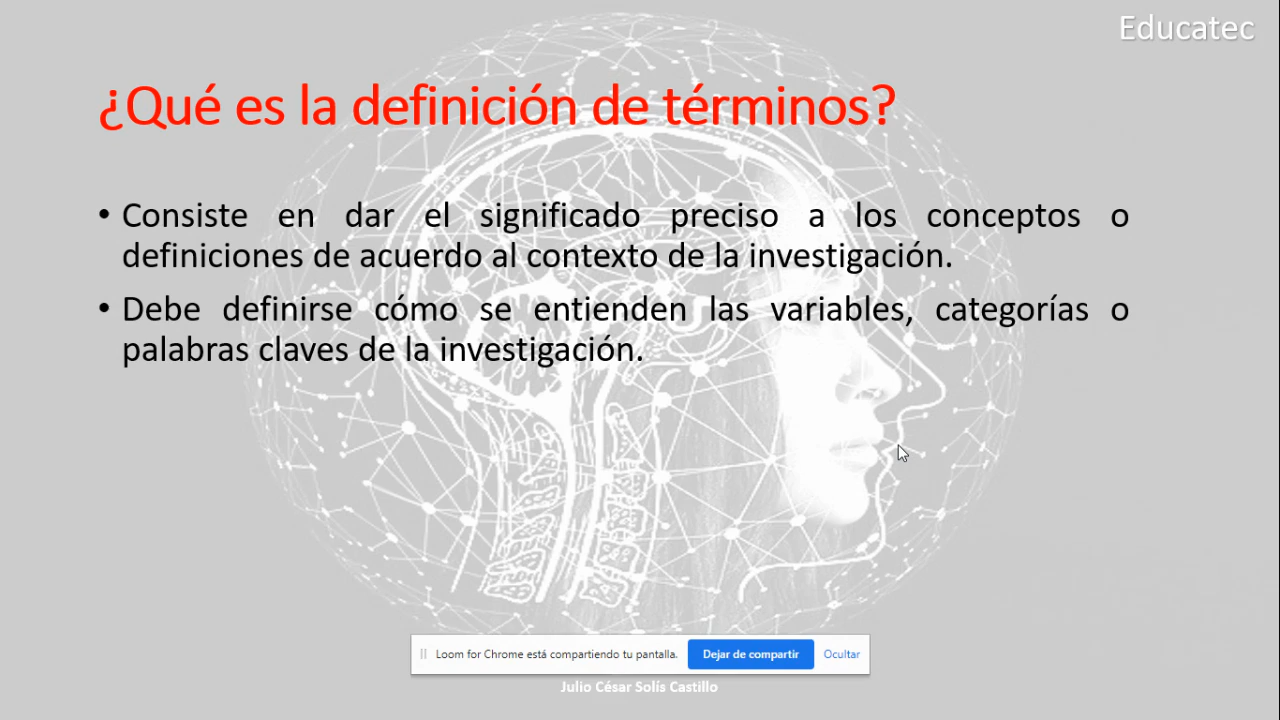 Educatec
¿Qué es la definición de términos?
• Consiste en dar el significado preciso a los conceptos o
definiciones de acuerdo al contexto de la investigación.
• Debe definirse cómo se entienden las variables, categorías o
palabras claves de la investigación.
Loom for Chrome está compartiendo tu pantalla. Dejar de compartir Ocultar
Julio César Solís Castillo